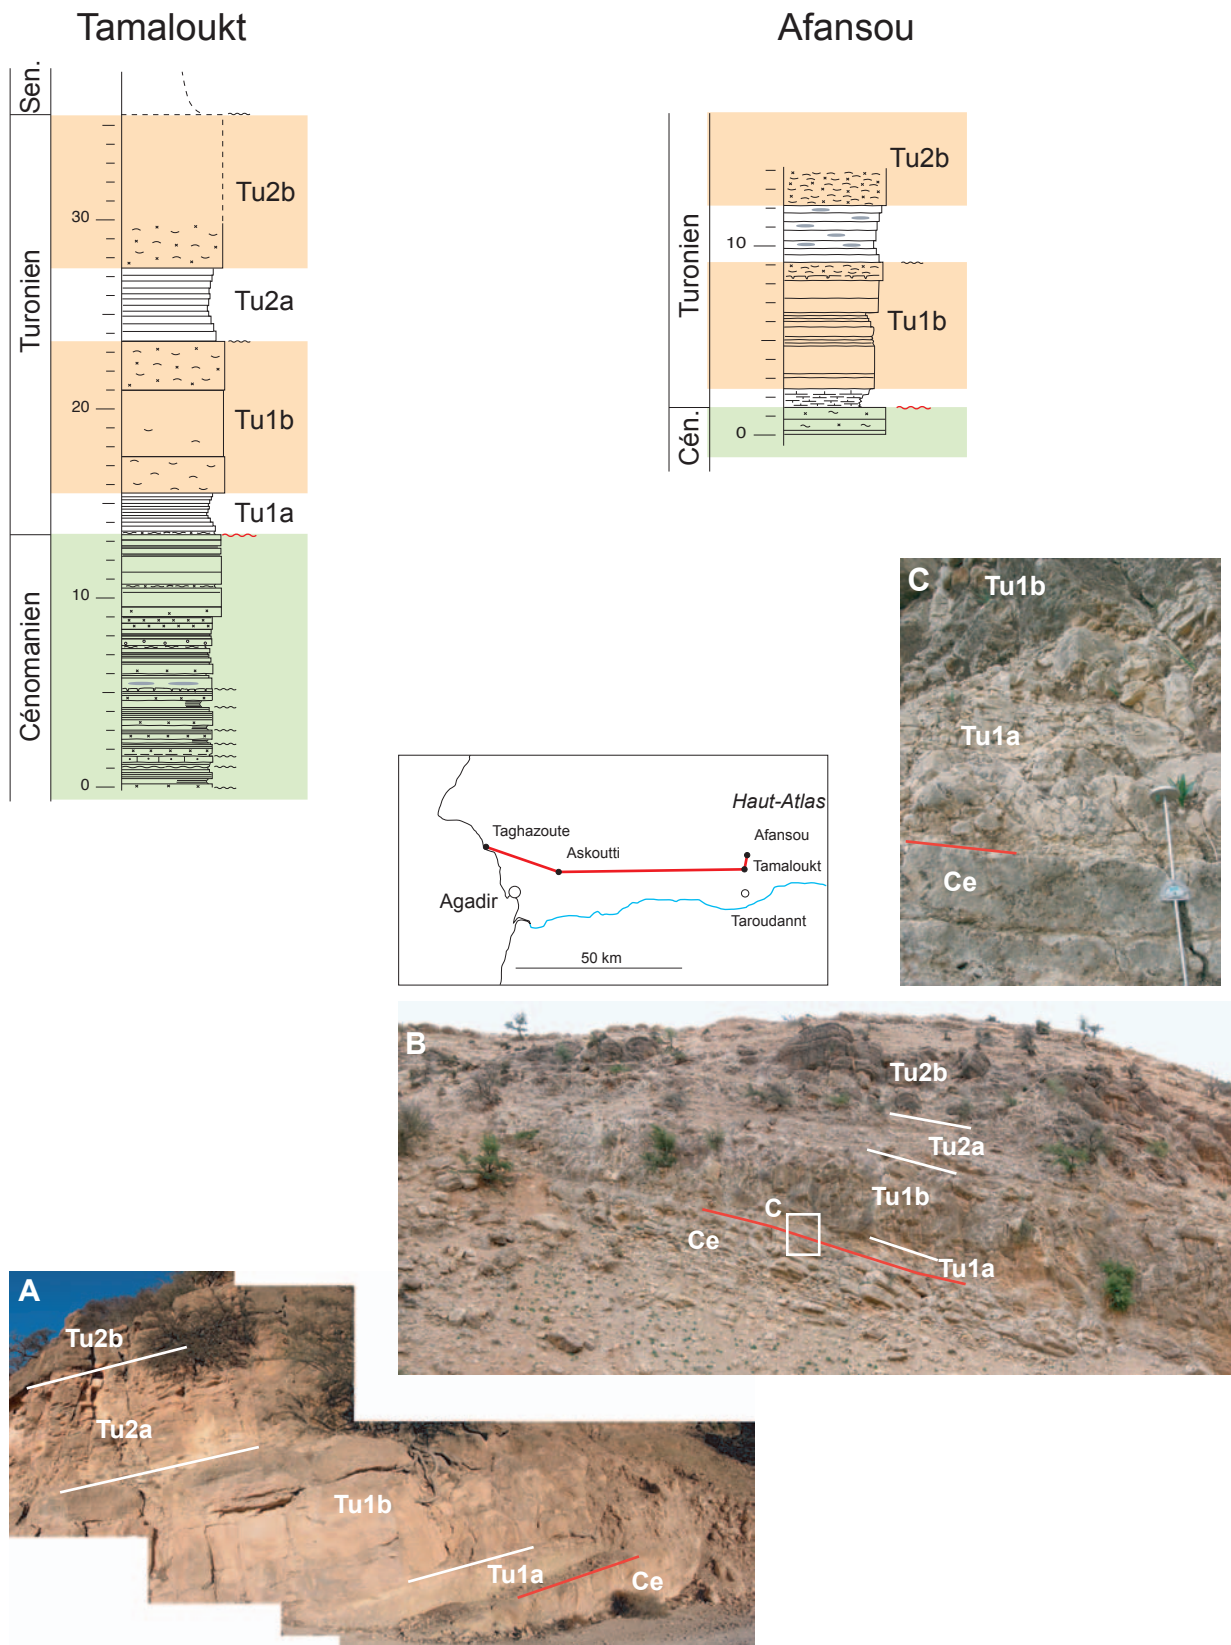 Tamaloukt
Afansou
Sen.
Turonien
Cénomanien
30
20
10
0
Tu2b
Tu2a
Tu1b
Tu1a
Turonien
Cén.
10
0
Tu2b
Tu1b
C
Tu1b
Tu1a
Ce
Haut-Atlas
Taghazoute
Afansou
Askoutti
Tamaloukt
Agadir
Taroudannt
50 km
B
Tu2b
Tu2a
Tu1b
C
Ce
Tu1a
A
Tu2b
Tu2a
Tu1b
Tu1a
Ce